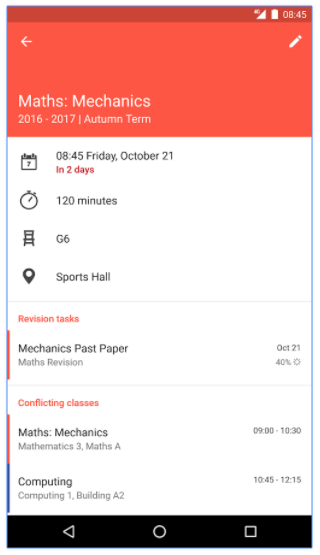 4G 08:45
Maths: Mechanics
2016 - 2017 | Autumn Term
7
08:45 Friday, October 21
In 2 days
120 minutes
G6
Sports Hall
Revision tasks
Mechanics Past Paper Oct 21
Maths Revision 40%
Conflicting classes
Maths: Mechanics 09:00 - 10:30
Mathematics 3, Maths A
Computing 10:45 - 12:15
Computing 1, Building A2